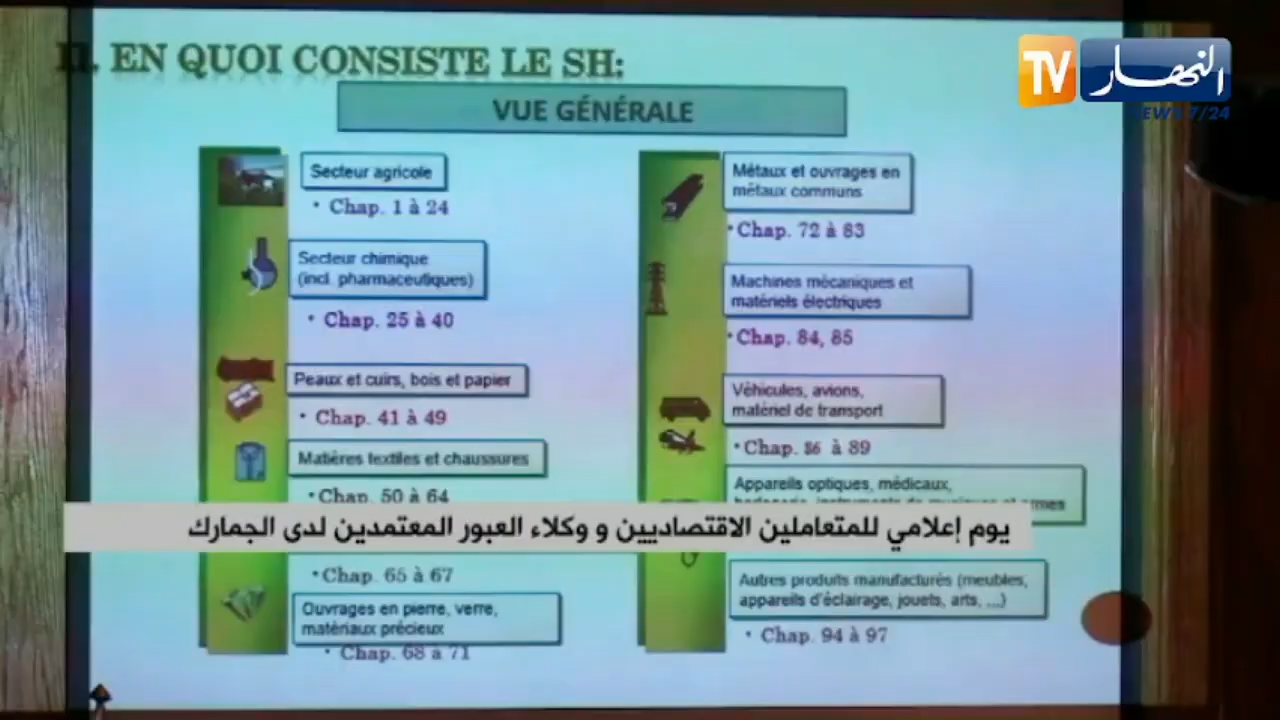 II. EN QUOI CONSISTE LE SH:
VUE GÉNÉRALE
TV النهار
NEWS 7/24
Secteur agricole
• Chap. 1 à 24
Secteur chimique
(incl. pharmaceutiques)
• Chap. 25 à 40
Peaux et cuirs, bois et papier
• Chap. 41 à 49
Matières textiles et chaussures
• Chap. 50 à 64
• Chap. 65 à 67
Ouvrages en pierre, verre,
matériaux précieux
• Chap. 68 à 71
Métaux et ouvrages en
métaux communs
• Chap. 72 à 83
Machines mécaniques et
matériels électriques
• Chap. 84, 85
Véhicules, avions,
matériel de transport
• Chap. 86 à 89
Appareils optiques, médicaux,
Autres produits manufacturés (meubles,
appareils d'éclairage, jouets, arts, ...)
• Chap. 94 à 97
يوم إعلامي للمتعاملين الاقتصاديين و وكلاء العبور المعتمدين لدى الجمارك